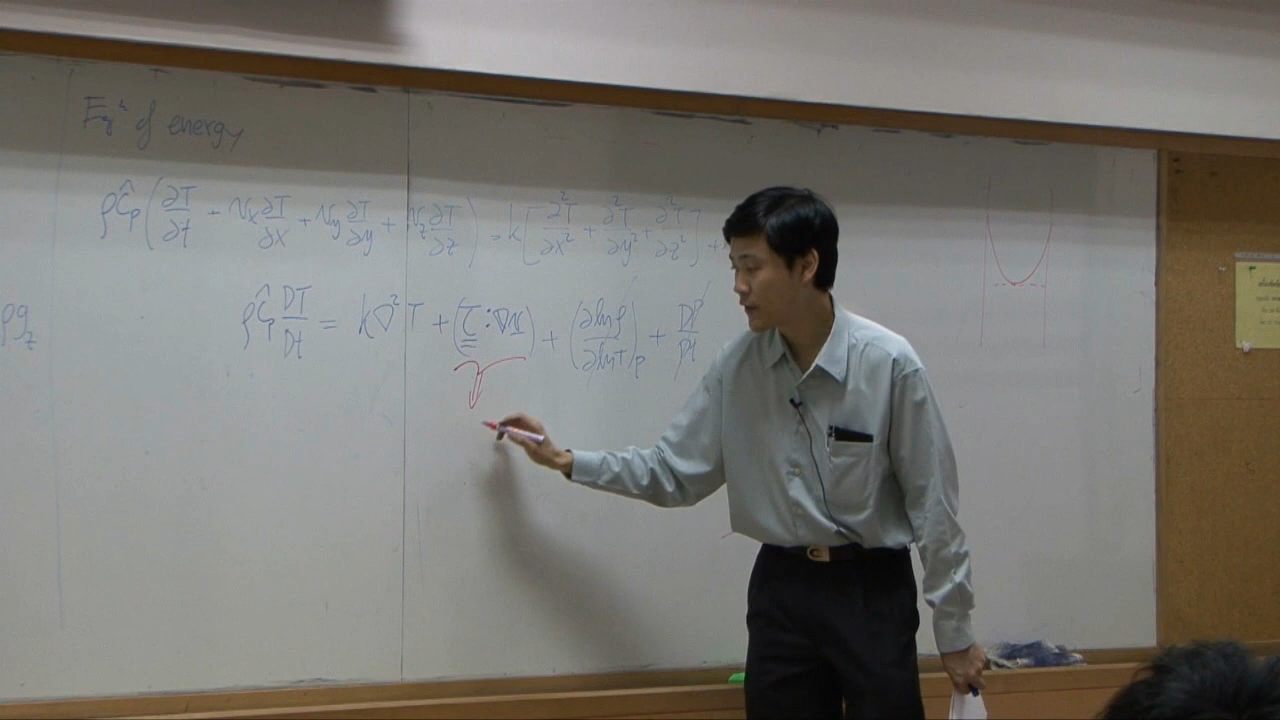 Eqⁿ of energy
ρĈp(∂T/∂t + vx ∂T/∂x + vy ∂T/∂y + vz ∂T/∂z) = k[∂²T/∂x² + ∂²T/∂y² + ∂²T/∂z²] +
ρgz
ρĈp DT/Dt = k∇²T + (τ:∇v) + (∂lnρ/∂lnT)p + DP/Dt